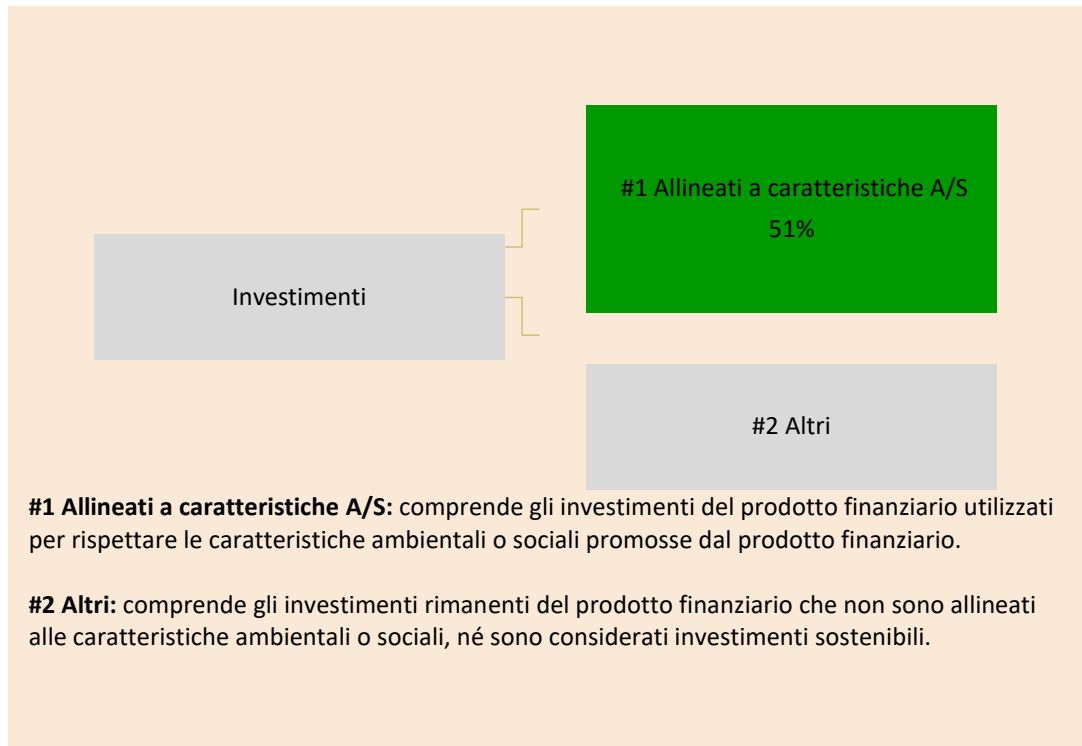 #1 Allineati a caratteristiche A/S
51%
Investimenti
#2 Altri
#1 Allineati a caratteristiche A/S: comprende gli investimenti del prodotto finanziario utilizzati
per rispettare le caratteristiche ambientali o sociali promosse dal prodotto finanziario.
#2 Altri: comprende gli investimenti rimanenti del prodotto finanziario che non sono allineati
alle caratteristiche ambientali o sociali, né sono considerati investimenti sostenibili.